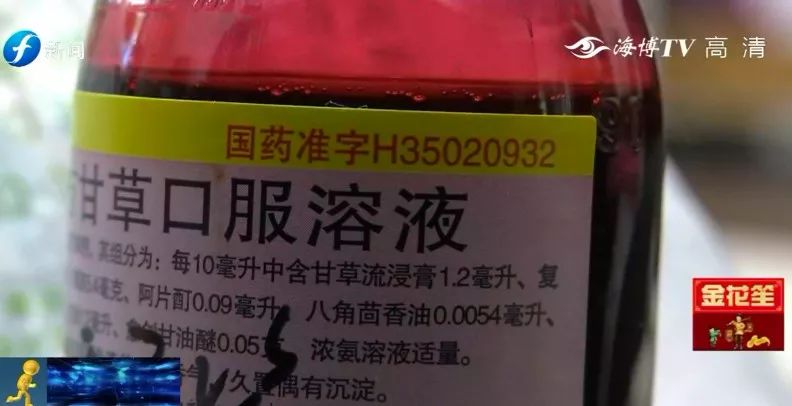 新闻
海博TV 高清
国药准字H35020932
甘草口服溶液
其组分为：每10毫升中含甘草流浸膏1.2毫升、复
阿片酊0.09毫升、八角茴香油0.0054毫升、
甘油醚0.05克、浓氨溶液适量。
久置偶有沉淀。
金花笙